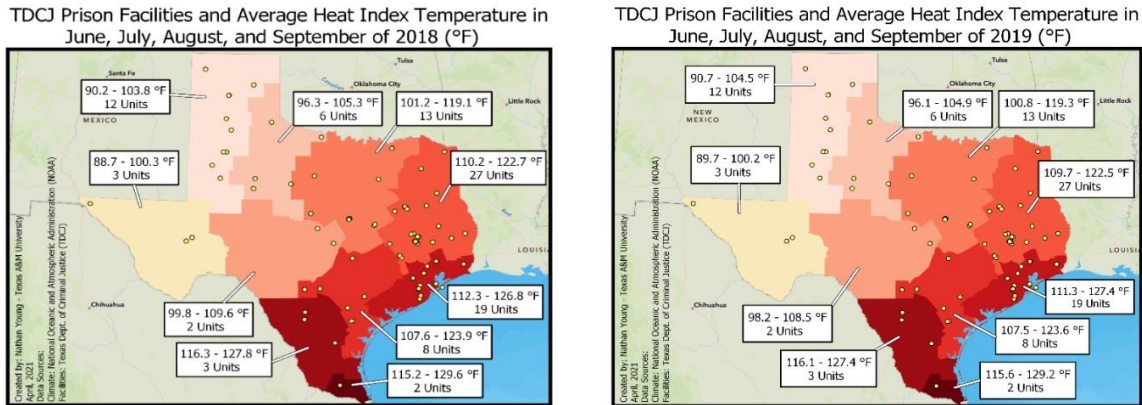 TDCJ Prison Facilities and Average Heat Index Temperature in
June, July, August, and September of 2018 (°F)
Tulsa
Santa Fe
Oklahoma City
90.2 - 103.8 °F
12 Units
96.3 - 105.3 °F
6 Units
101.2 - 119.1 °F
13 Units
Little Rock
MEXICO
88.7 - 100.3 °F
3 Units
110.2 - 122.7 °F
27 Units
LOUISIA
Chihuahua
99.8 - 109.6 °F
2 Units
112.3 - 126.8 °F
19 Units
107.6 - 123.9 °F
8 Units
116.3 - 127.8 °F
3 Units
115.2 - 129.6 °F
2 Units
Created by: Nathan Young - Texas A&M University
April, 2021
Data Sources:
Climate: National Oceanic and Atmospheric Administration (NOAA)
Facilities: Texas Dept. of Criminal Justice (TDCJ)
TDCJ Prison Facilities and Average Heat Index Temperature in
June, July, August, and September of 2019 (°F)
Tulsa
Santa Fe
Oklahoma City
90.7 - 104.5 °F
12 Units
96.1 - 104.9 °F
6 Units
100.8 - 119.3 °F
13 Units
Little Rock
NEW
MEXICO
89.7 - 100.2 °F
3 Units
109.7 - 122.5 °F
27 Units
LOUISIA
Chihuahua
98.2 - 108.5 °F
2 Units
111.3 - 127.4 °F
19 Units
107.5 - 123.6 °F
8 Units
116.1 - 127.4 °F
3 Units
115.6 - 129.2 °F
2 Units
Created by: Nathan Young - Texas A&M University
April, 2021
Data Sources:
Climate: National Oceanic and Atmospheric Administration (NOAA)
Facilities: Texas Dept. of Criminal Justice (TDCJ)